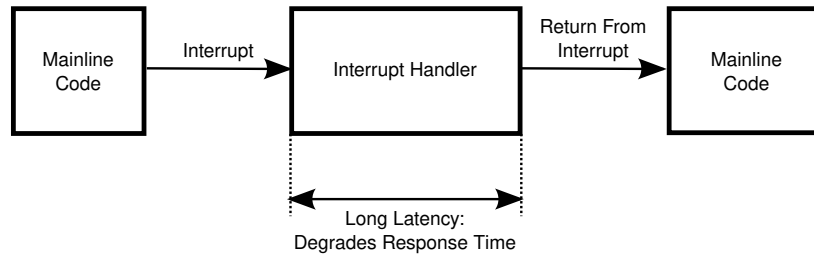 Mainline
Code
Interrupt
Interrupt Handler
Return From
Interrupt
Mainline
Code
Long Latency:
Degrades Response Time